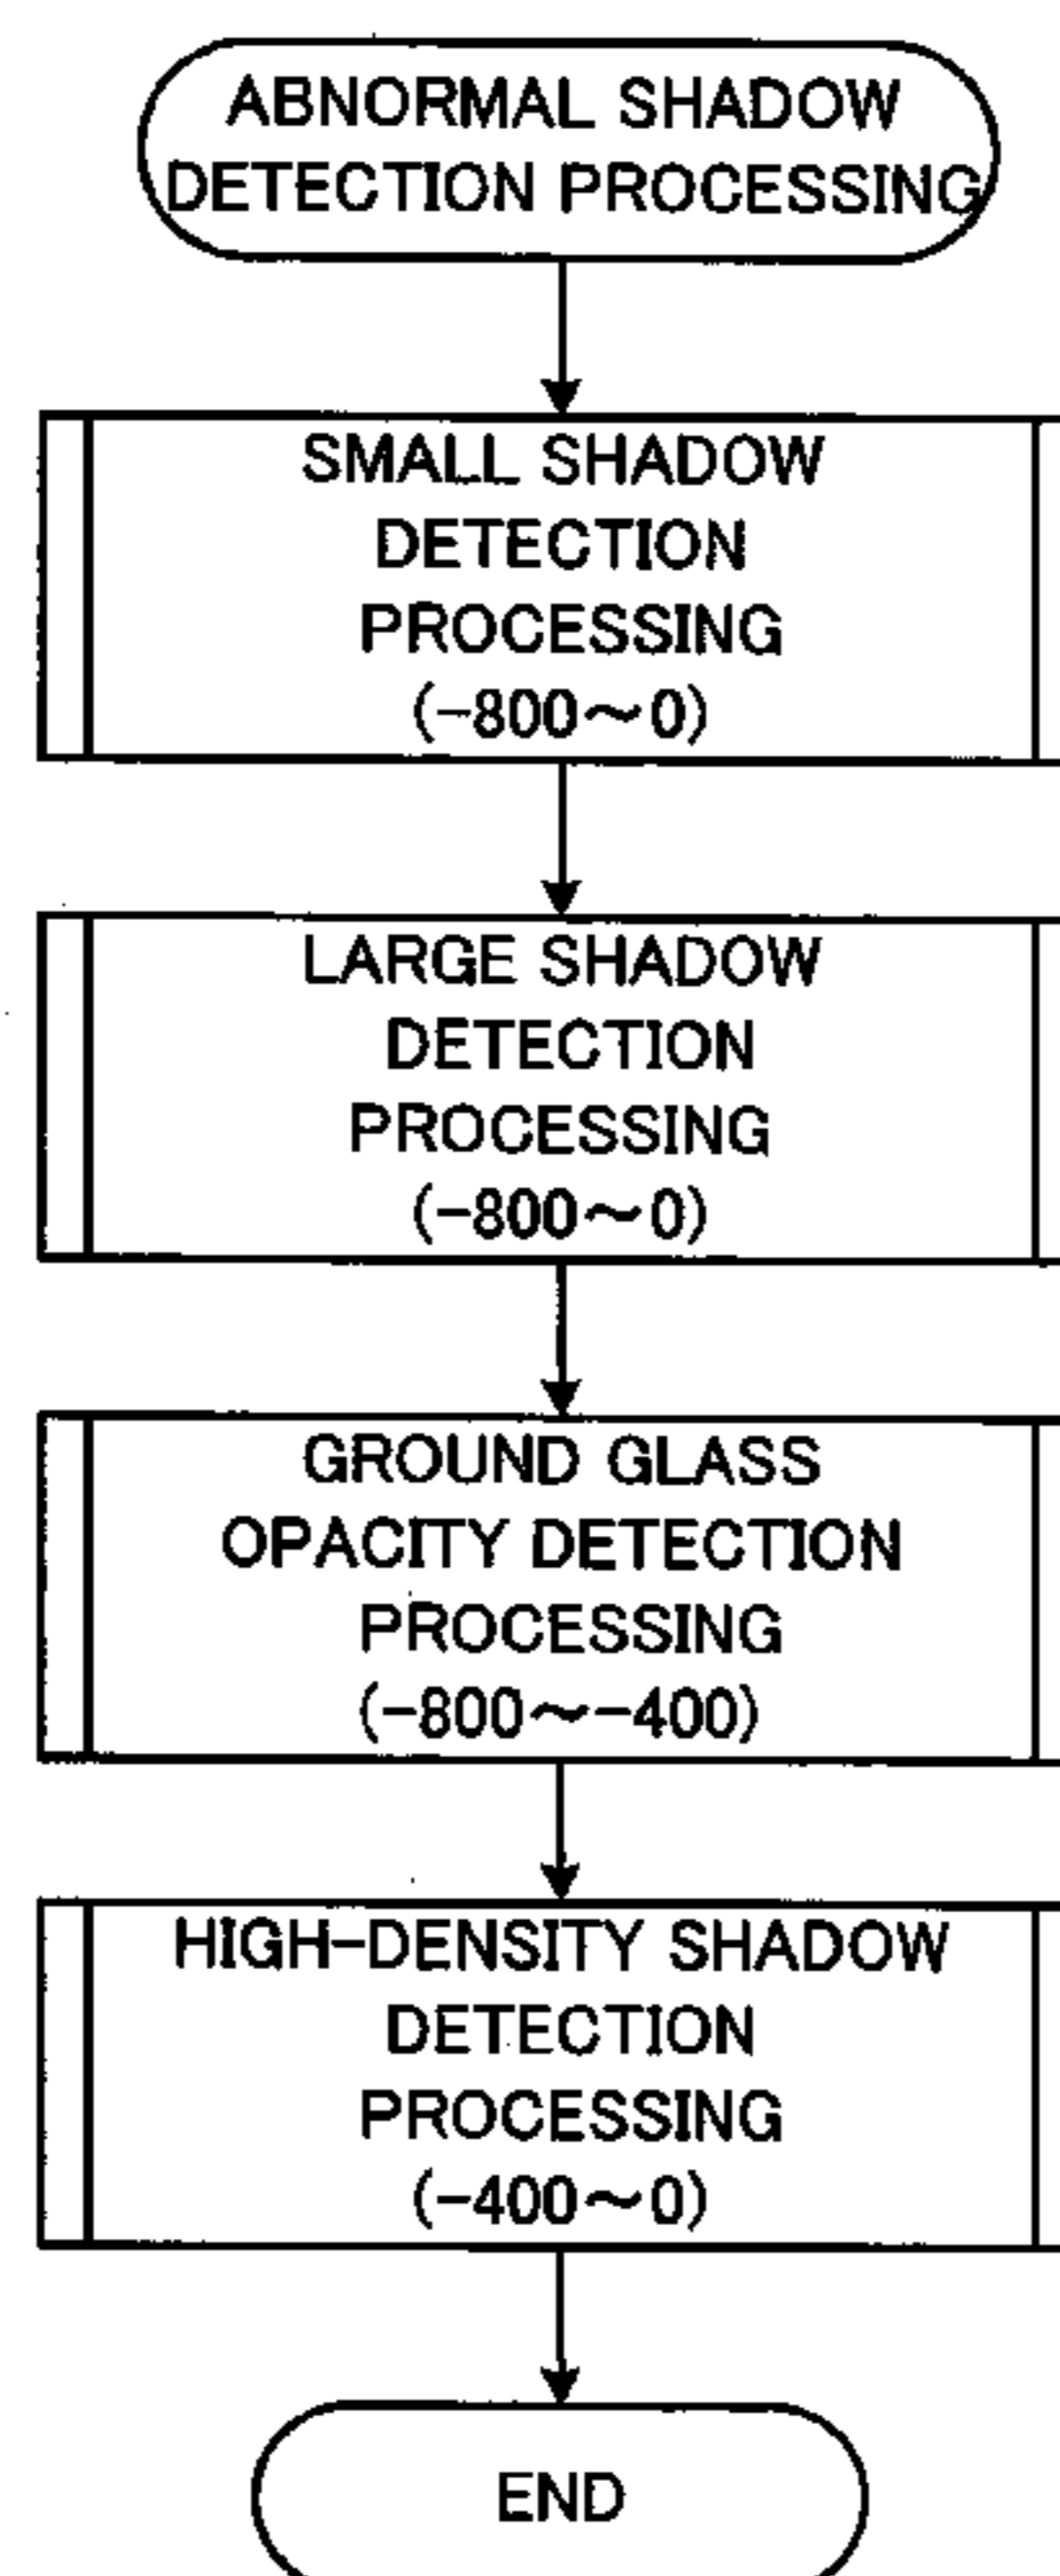 ABNORMAL SHADOW
DETECTION PROCESSING
SMALL SHADOW
DETECTION
PROCESSING
(-800～0)
LARGE SHADOW
DETECTION
PROCESSING
(-800～0)
GROUND GLASS
OPACITY DETECTION
PROCESSING
(-800～-400)
HIGH-DENSITY SHADOW
DETECTION
PROCESSING
(-400～0)
END